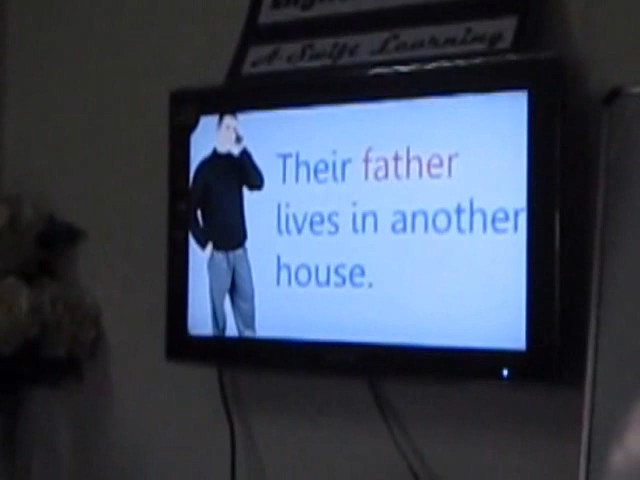 A Swift Learning
Their father
lives in another
house.